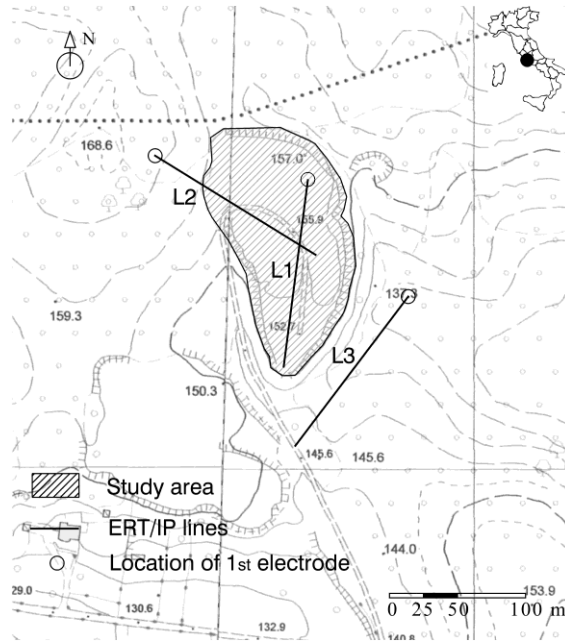 N
168.6
157.0
L2
155.9
L1
137.3
159.3
152.7
L3
150.3
145.6
145.6
Study area
ERT/IP lines
Location of 1st electrode
144.0
153.9
0 25 50 100 m
29.0
130.6
132.9
140.8